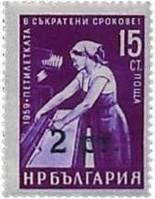 1959 • ПЕТИЛЕТКАТА В СЪКРАТЕНИ СРОКОВЕ!
15
СТ. ПОЩА
2 ст.
НРБЪЛГАРИЯ